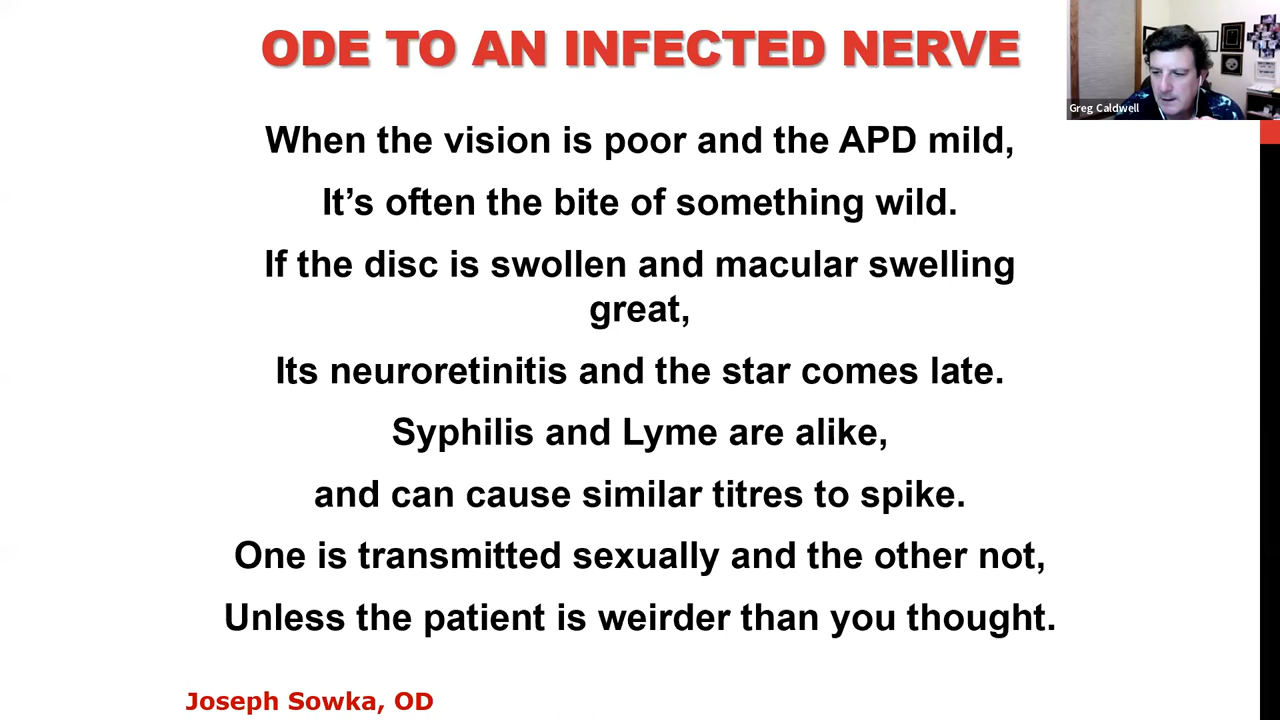 ODE TO AN INFECTED NERVE
Greg Caldwell
When the vision is poor and the APD mild,
It’s often the bite of something wild.
If the disc is swollen and macular swelling
great,
Its neuroretinitis and the star comes late.
Syphilis and Lyme are alike,
and can cause similar titres to spike.
One is transmitted sexually and the other not,
Unless the patient is weirder than you thought.
Joseph Sowka, OD